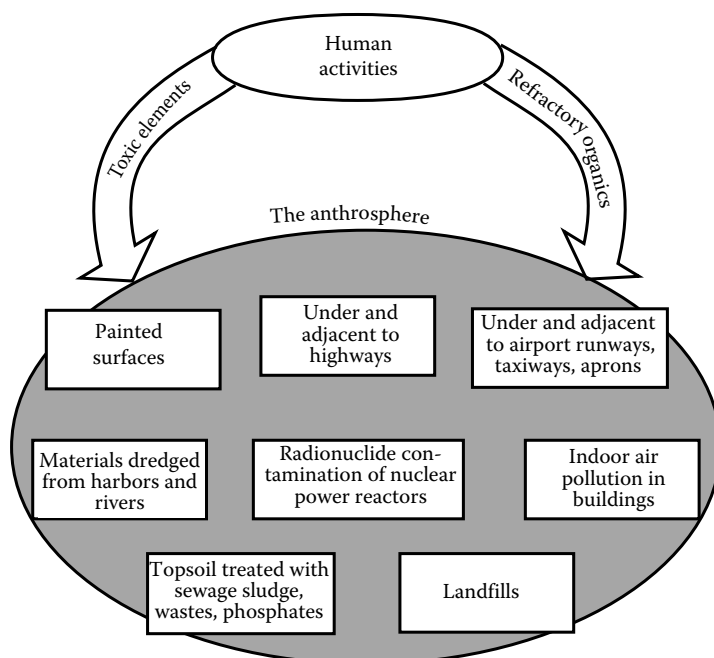 Human
activities
Toxic elements
Refractory organics
The anthrosphere
Painted
surfaces
Under and
adjacent to
highways
Under and adjacent
to airport runways,
taxiways, aprons
Materials dredged
from harbors and
rivers
Radionuclide con-
tamination of nuclear
power reactors
Indoor air
pollution in
buildings
Topsoil treated with
sewage sludge,
wastes, phosphates
Landfills